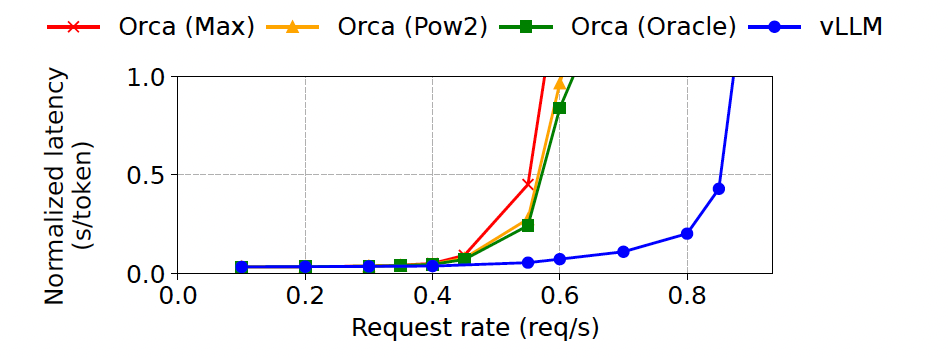 Orca (Max) Orca (Pow2) Orca (Oracle) vLLM
Normalized latency
(s/token)
1.0
0.5
0.0
0.0 0.2 0.4 0.6 0.8
Request rate (req/s)